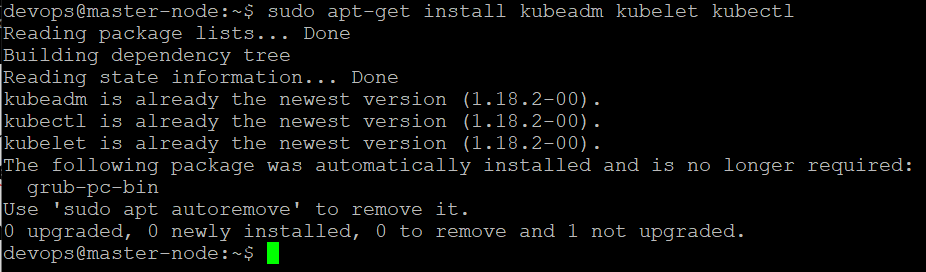 devops@master-node:~$ sudo apt-get install kubeadm kubelet kubectl
Reading package lists... Done
Building dependency tree
Reading state information... Done
kubeadm is already the newest version (1.18.2-00).
kubectl is already the newest version (1.18.2-00).
kubelet is already the newest version (1.18.2-00).
The following package was automatically installed and is no longer required:
  grub-pc-bin
Use 'sudo apt autoremove' to remove it.
0 upgraded, 0 newly installed, 0 to remove and 1 not upgraded.
devops@master-node:~$